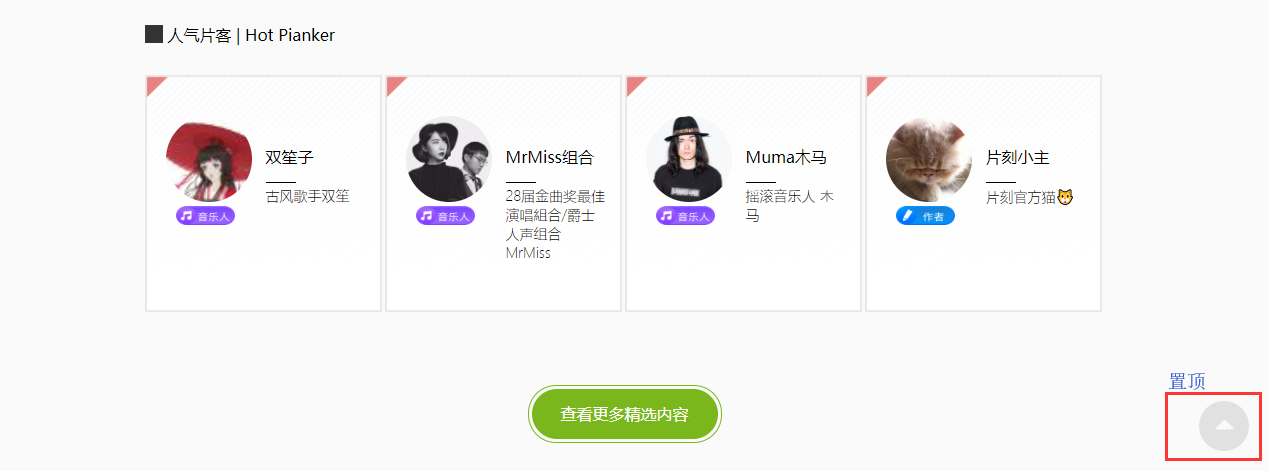 人气片客 | Hot Pianker
双笙子
古风歌手双笙
音乐人
MrMiss组合
28届金曲奖最佳
演唱組合/爵士
人声组合
MrMiss
音乐人
Muma木马
摇滚音乐人 木
马
音乐人
片刻小主
片刻官方猫🐱
作者
置顶
查看更多精选内容